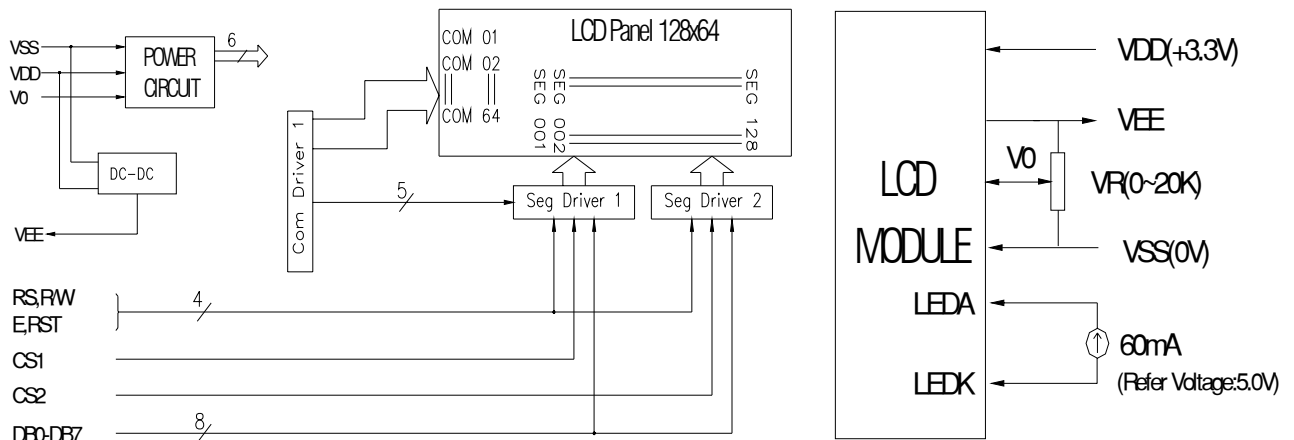 VSS
VDD
V0
POWER
CIRCUIT
6
DC-DC
VEE
Com Driver 1
5
COM 01
COM 02
COM 64
LCD Panel 128x64
SEG 001
SEG 002
SEG 128
Seg Driver 1
Seg Driver 2
RS,R/W
E,RST
4
CS1
CS2
DB0-DB7
8
LCD
MODULE
VDD(+3.3V)
VEE
V0
VR(0~20K)
VSS(0V)
LEDA
LEDK
60mA
(Refer Voltage:5.0V)